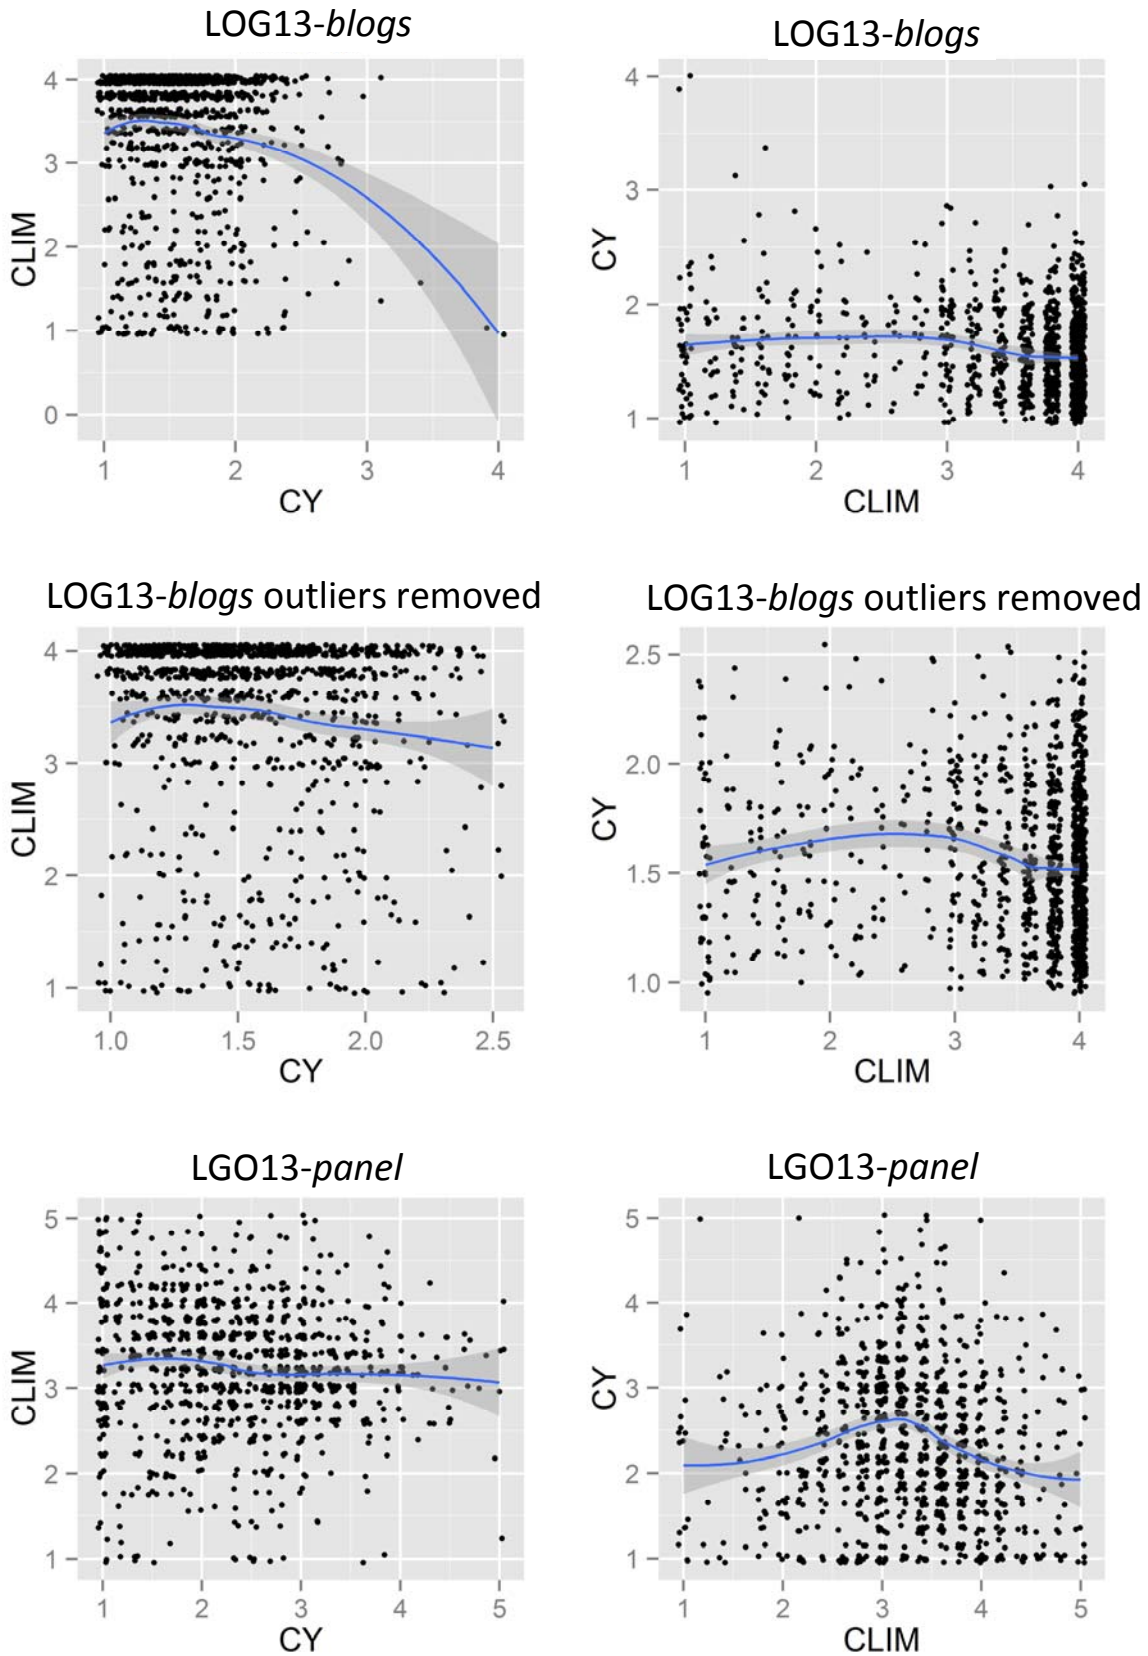 LOG13-blogs
4
3
2
1
0
CLIM
1 2 3 4
CY
LOG13-blogs
4
3
2
1
CY
1 2 3 4
CLIM
LOG13-blogs outliers removed
4
3
2
1
CLIM
1.0 1.5 2.0 2.5
CY
LOG13-blogs outliers removed
2.5
2.0
1.5
1.0
CY
1 2 3 4
CLIM
LGO13-panel
5
4
3
2
1
CLIM
1 2 3 4 5
CY
LGO13-panel
5
4
3
2
1
CY
1 2 3 4 5
CLIM